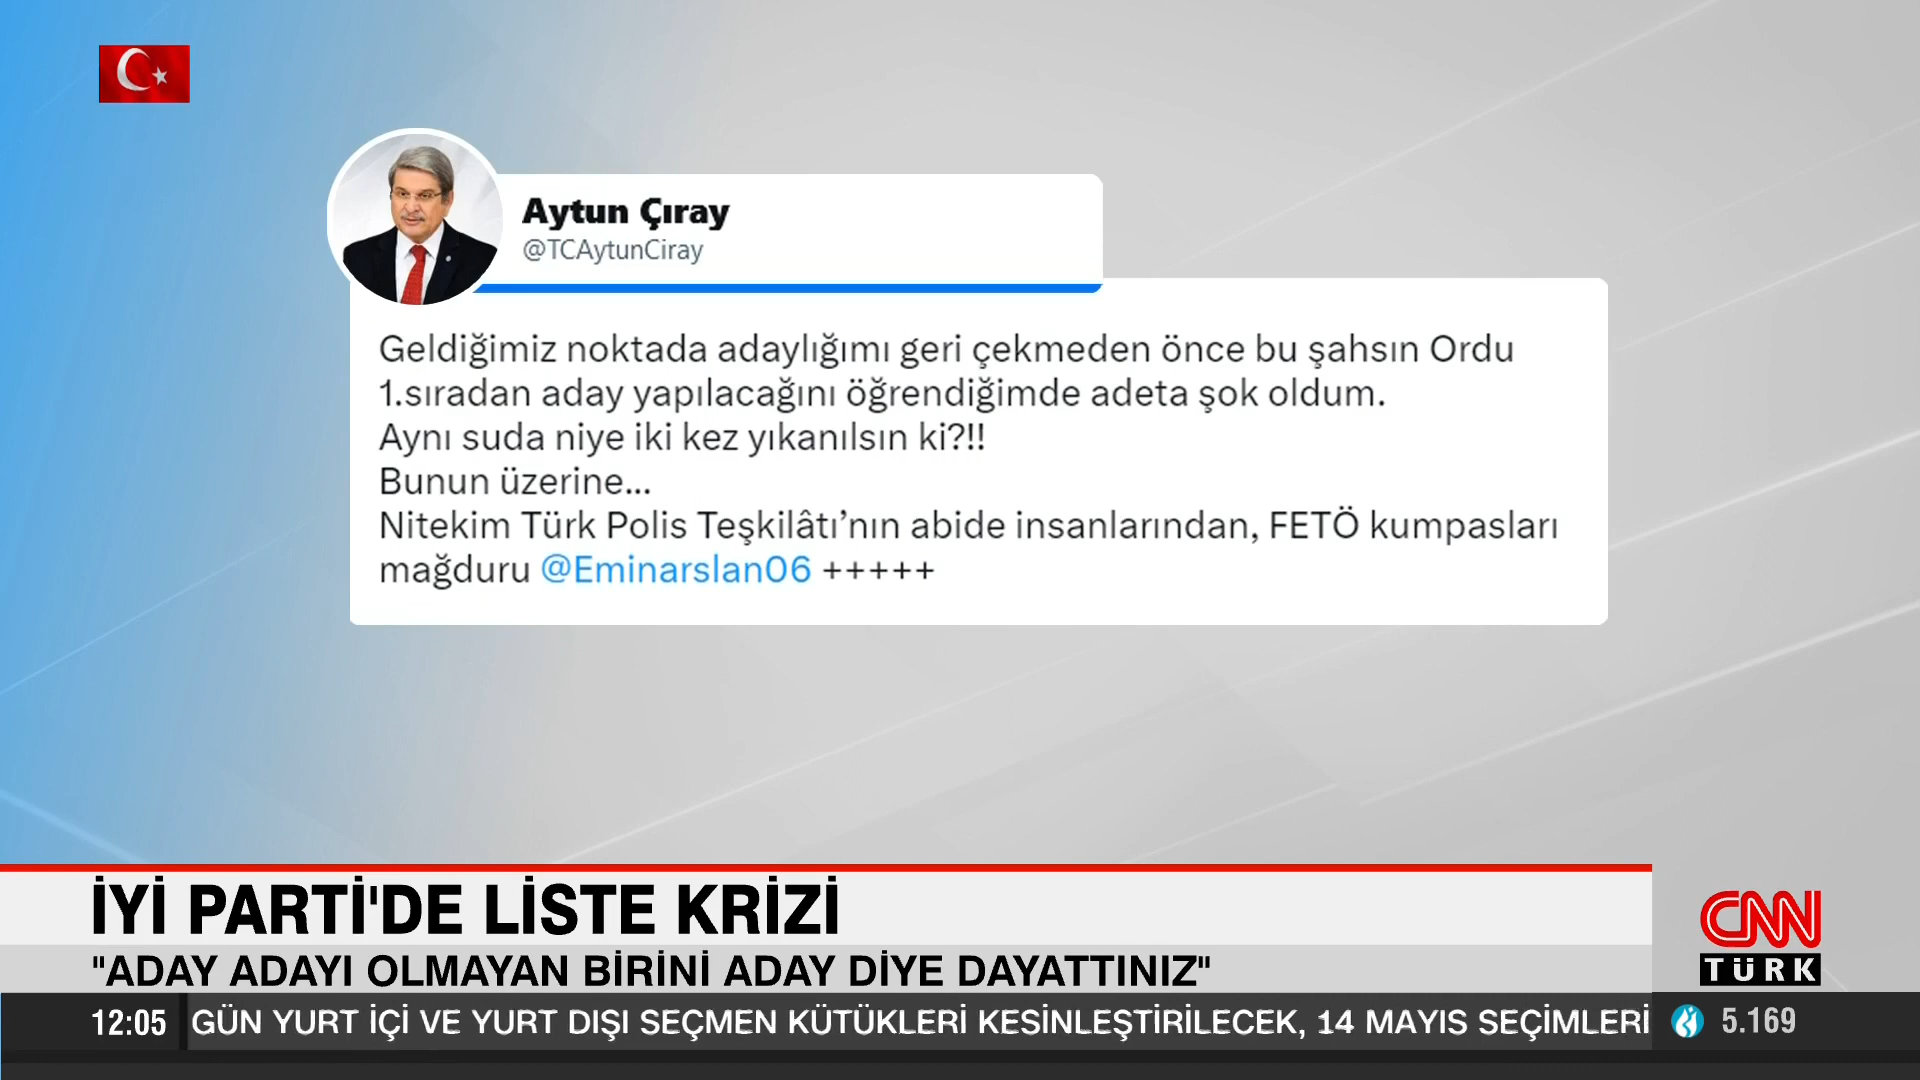 Aytun Çıray
@TCAytunCiray
Geldiğimiz noktada adaylığımı geri çekmeden önce bu şahsın Ordu
1.sıradan aday yapılacağını öğrendiğimde adeta şok oldum.
Aynı suda niye iki kez yıkanılsın ki?!!
Bunun üzerine...
Nitekim Türk Polis Teşkilâtı’nın abide insanlarından, FETÖ kumpasları
mağduru @Eminarslan06 +++++
İYİ PARTİ'DE LİSTE KRİZİ
"ADAY ADAYI OLMAYAN BİRİNİ ADAY DİYE DAYATTINIZ"
CNN
TÜRK
12:05 GÜN YURT İÇİ VE YURT DIŞI SEÇMEN KÜTÜKLERİ KESİNLEŞTİRİLECEK, 14 MAYIS SEÇİMLERİ 5.169